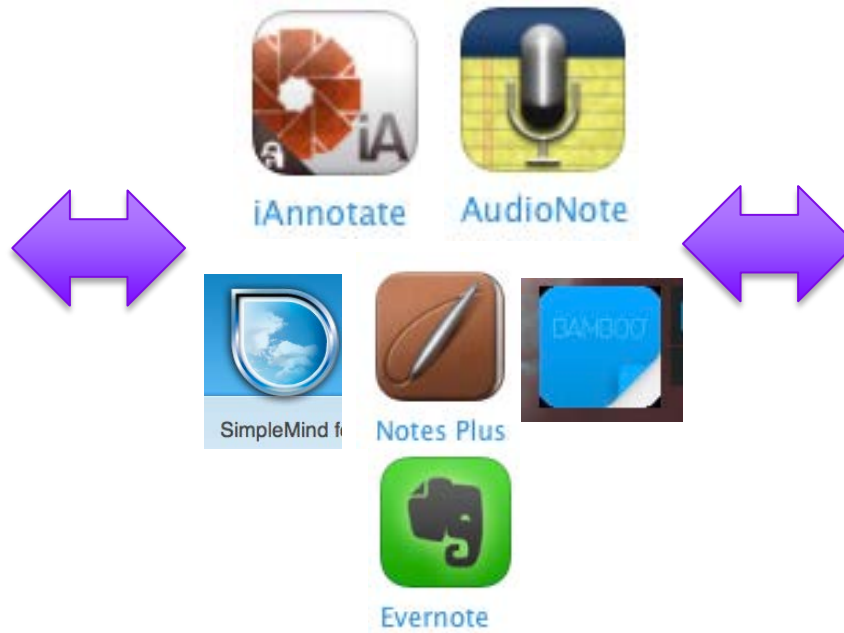 iA
iAnnotate
AudioNote
BAMBOO
SimpleMind f
Notes Plus
Evernote